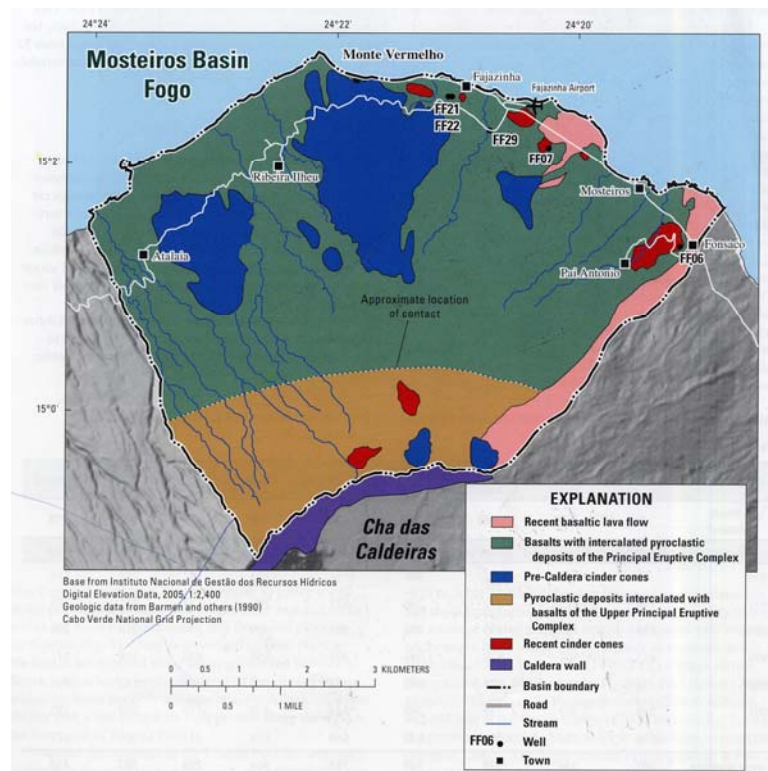 24°24'
24°22'
24°20'
Mosteiros Basin
Fogo
Monte Vermelho
Fajazinha
Fajazinha Airport
FF21
FF22
FF29
FF07
15°2'
Ribeira Ilheu
Mosteiros
Atalaia
Pai Antonio
Fonsaco
FF06
Approximate location
of contact
15°0'
Cha das
Caldeiras
Base from Instituto Nacional de Gestão dos Recursos Hídricos
Digital Elevation Data, 2005, 1:2,400
Geologic data from Barmen and others (1990)
Cabo Verde National Grid Projection
0 0.5 1 2 3 KILOMETERS
0 0.5 1 MILE
EXPLANATION
Recent basaltic lava flow
Basalts with intercalated pyroclastic
deposits of the Principal Eruptive Complex
Pre-Caldera cinder cones
Pyroclastic deposits intercalated with
basalts of the Upper Principal Eruptive
Complex
Recent cinder cones
Caldera wall
Basin boundary
Road
Stream
FF06 Well
Town